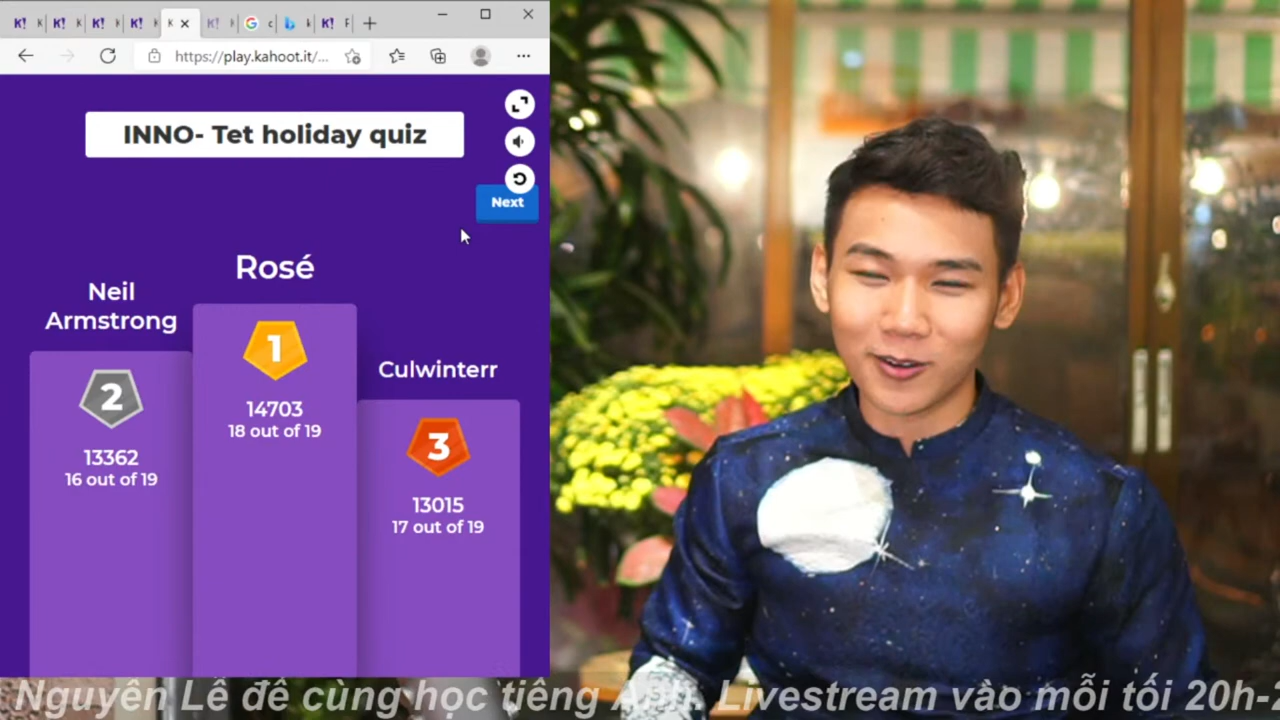 https://play.kahoot.it/...
INNO- Tet holiday quiz
Next
Rosé
Neil
Armstrong
Culwinterr
1
14703
18 out of 19
2
13362
16 out of 19
3
13015
17 out of 19
Nguyên Lê để cùng học tiếng Anh. Livestream vào mỗi tối 20h-2